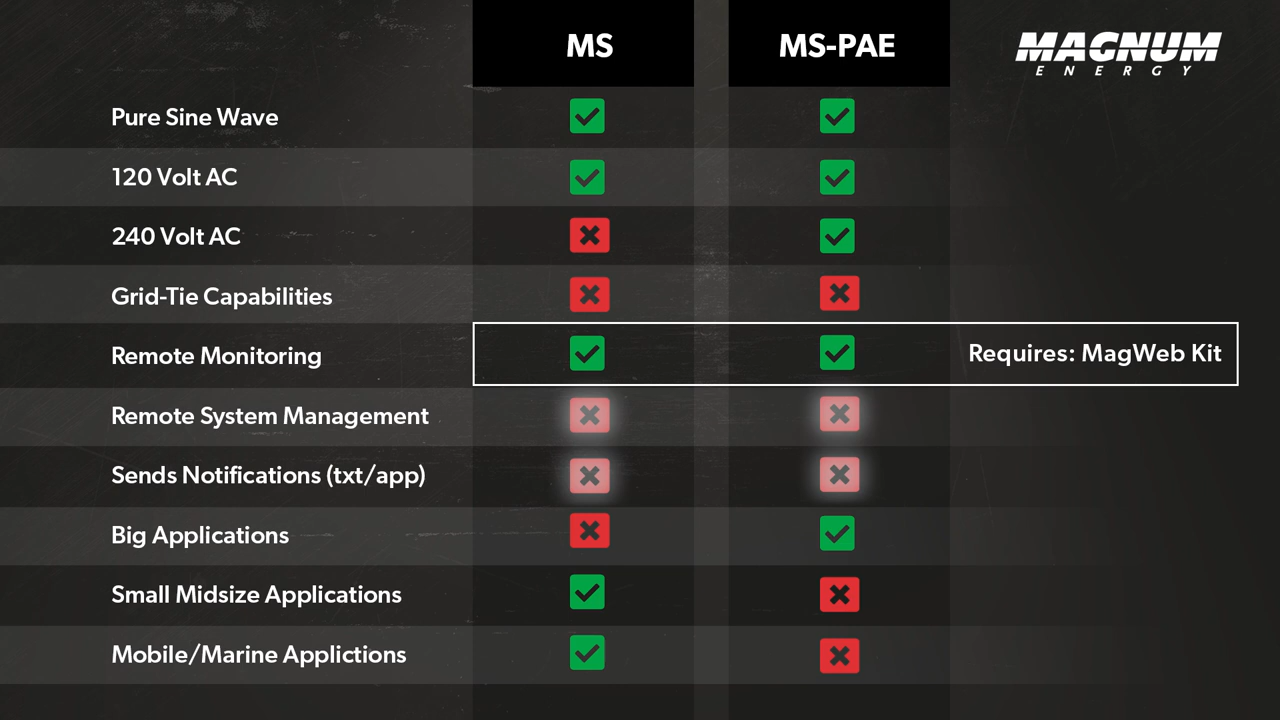 MS
MS-PAE
MAGNUM
ENERGY
Pure Sine Wave
120 Volt AC
240 Volt AC
Grid-Tie Capabilities
Remote Monitoring
Requires: MagWeb Kit
Remote System Management
Sends Notifications (txt/app)
Big Applications
Small Midsize Applications
Mobile/Marine Applictions